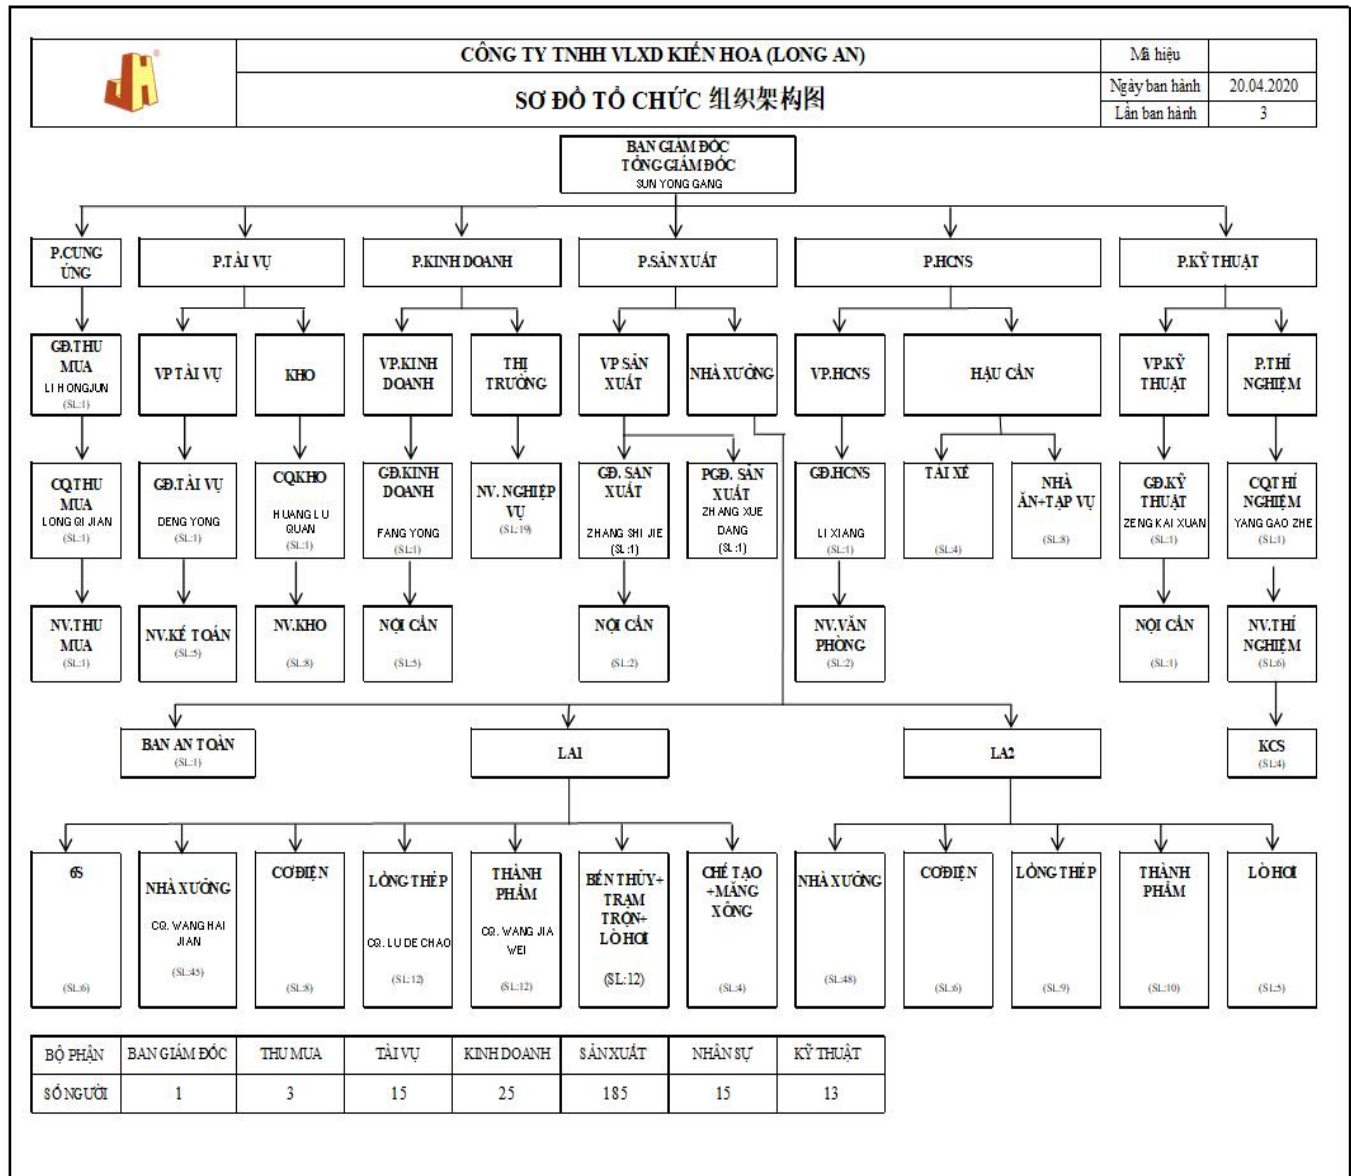 CÔNG TY TNHH VLXD KIẾN HOA (LONG AN)
Mã hiệu
SƠ ĐỒ TỔ CHỨC 组织架构图
Ngày ban hành 20.04.2020
Lần ban hành 3
JH
BAN GIÁM ĐỐC
TỔNG GIÁM ĐỐC
SUN YONG GANG
P.CUNG
ỨNG
P.TÀI VỤ
P.KINH DOANH
P.SẢN XUẤT
P.HCNS
P.KỸ THUẬT
GĐ.THU
MUA
LI HONGJUN
(SL:1)
VP TÀI VỤ
KHO
VP.KINH
DOANH
THỊ
TRƯỜNG
VP SẢN
XUẤT
NHÀ XƯỞNG
VP.HCNS
HẬU CẦN
VP.KỸ
THUẬT
P.THÍ
NGHIỆM
CQ.THU
MUA
LONG QI JIAN
(SL:1)
GĐ.TÀI VỤ
DENG YONG
(SL:1)
CQ.KHO
HUANG LU
QUAN
(SL:1)
GĐ.KINH
DOANH
FANG YONG
(SL:1)
NV. NGHIỆP
VỤ
(SL:19)
GĐ. SẢN
XUẤT
ZHANG SHI JIE
(SL:1)
PGĐ. SẢN
XUẤT
ZHANG XUE
DANG
(SL:1)
GĐ.HCNS
LI XIANG
(SL:1)
TÀI XẾ
(SL:4)
NHÀ
ĂN+TẠP VỤ
(SL:8)
GĐ.KỸ
THUẬT
ZENG KAI XUAN
(SL:1)
CQ.THÍ
NGHIỆM
YANG GAO ZHE
(SL:1)
NV.THU
MUA
(SL:1)
NV.KẾ TOÁN
(SL:5)
NV.KHO
(SL:8)
NỘI CẦN
(SL:5)
NỘI CẦN
(SL:2)
NV.VĂN
PHÒNG
(SL:2)
NỘI CẦN
(SL:1)
NV.THÍ
NGHIỆM
(SL:6)
BAN AN TOÀN
(SL:1)
LA1
LA2
KCS
(SL:4)
6S
(SL:6)
NHÀ XƯỞNG
CQ. WANG HAI
JIAN
(SL:45)
CƠ ĐIỆN
(SL:8)
LỒNG THÉP
CQ. LU DE CHAO
(SL:12)
THÀNH
PHẨM
CQ. WANG JIA
WEI
(SL:12)
BẾN THỦY+
TRẠM
TRỘN+
LÒ HƠI
(SL:12)
CHẾ TẠO
+MĂNG
XÔNG
(SL:4)
NHÀ XƯỞNG
(SL:48)
CƠ ĐIỆN
(SL:6)
LỒNG THÉP
(SL:9)
THÀNH
PHẨM
(SL:10)
LÒ HƠI
(SL:5)
BỘ PHẬN BAN GIÁM ĐỐC THU MUA TÀI VỤ KINH DOANH SẢN XUẤT NHÂN SỰ KỸ THUẬT
SỐ NGƯỜI 1 3 15 25 185 15 13